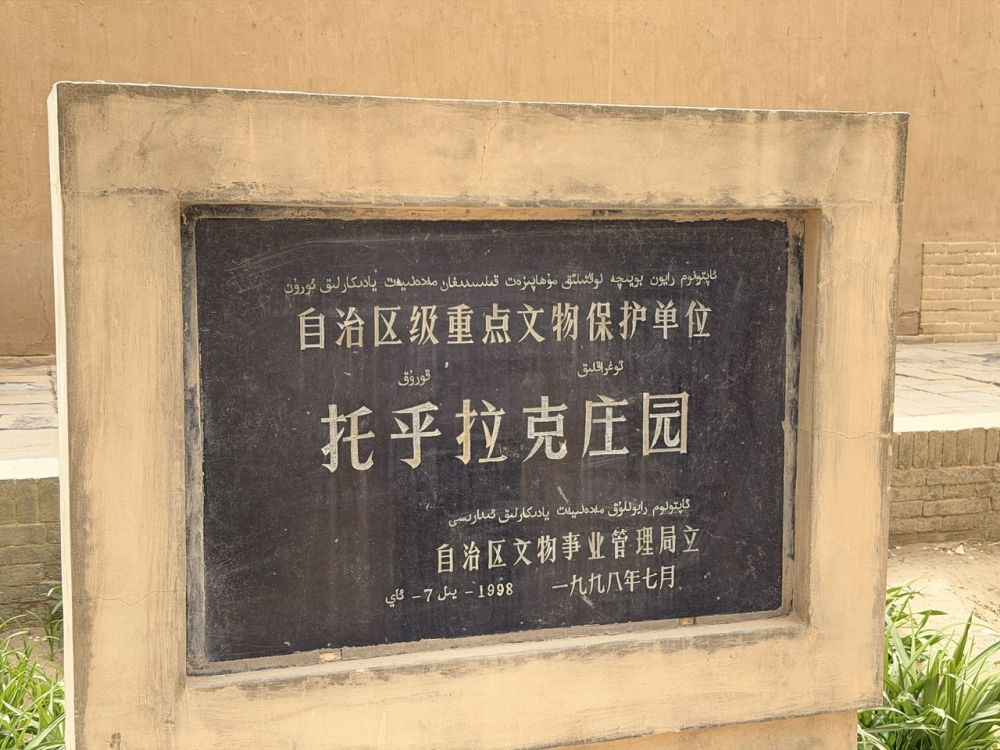 ئاپتونوم رايون بويىچە نوقتىلىق مۇھاپىزەت قىلىنىدىغان مەدەنىيەت يادىكارلىق ئورۇن
自治区级重点文物保护单位
توغراقلىق قورۇق
托乎拉克庄园
ئاپتونوم رايونلۇق مەدەنىيەت يادىكارلىق ئىدارىسى
自治区文物事业管理局立
1998- يىل 7- ئاي 一九九八年七月